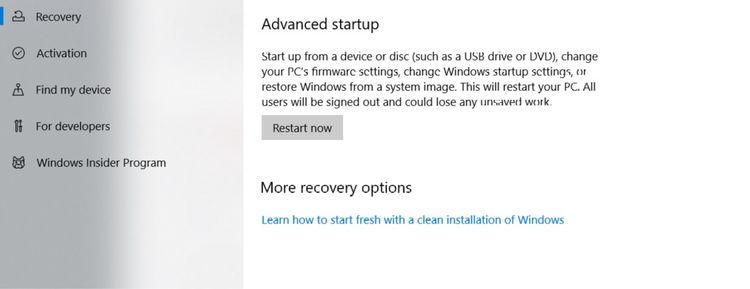 Recovery
Activation
Find my device
For developers
Windows Insider Program
Advanced startup
Start up from a device or disc (such as a USB drive or DVD), change
your PC's firmware settings, change Windows startup settings, or
restore Windows from a system image. This will restart your PC. All
users will be signed out and could lose any unsaved work.
Restart now
More recovery options
Learn how to start fresh with a clean installation of Windows